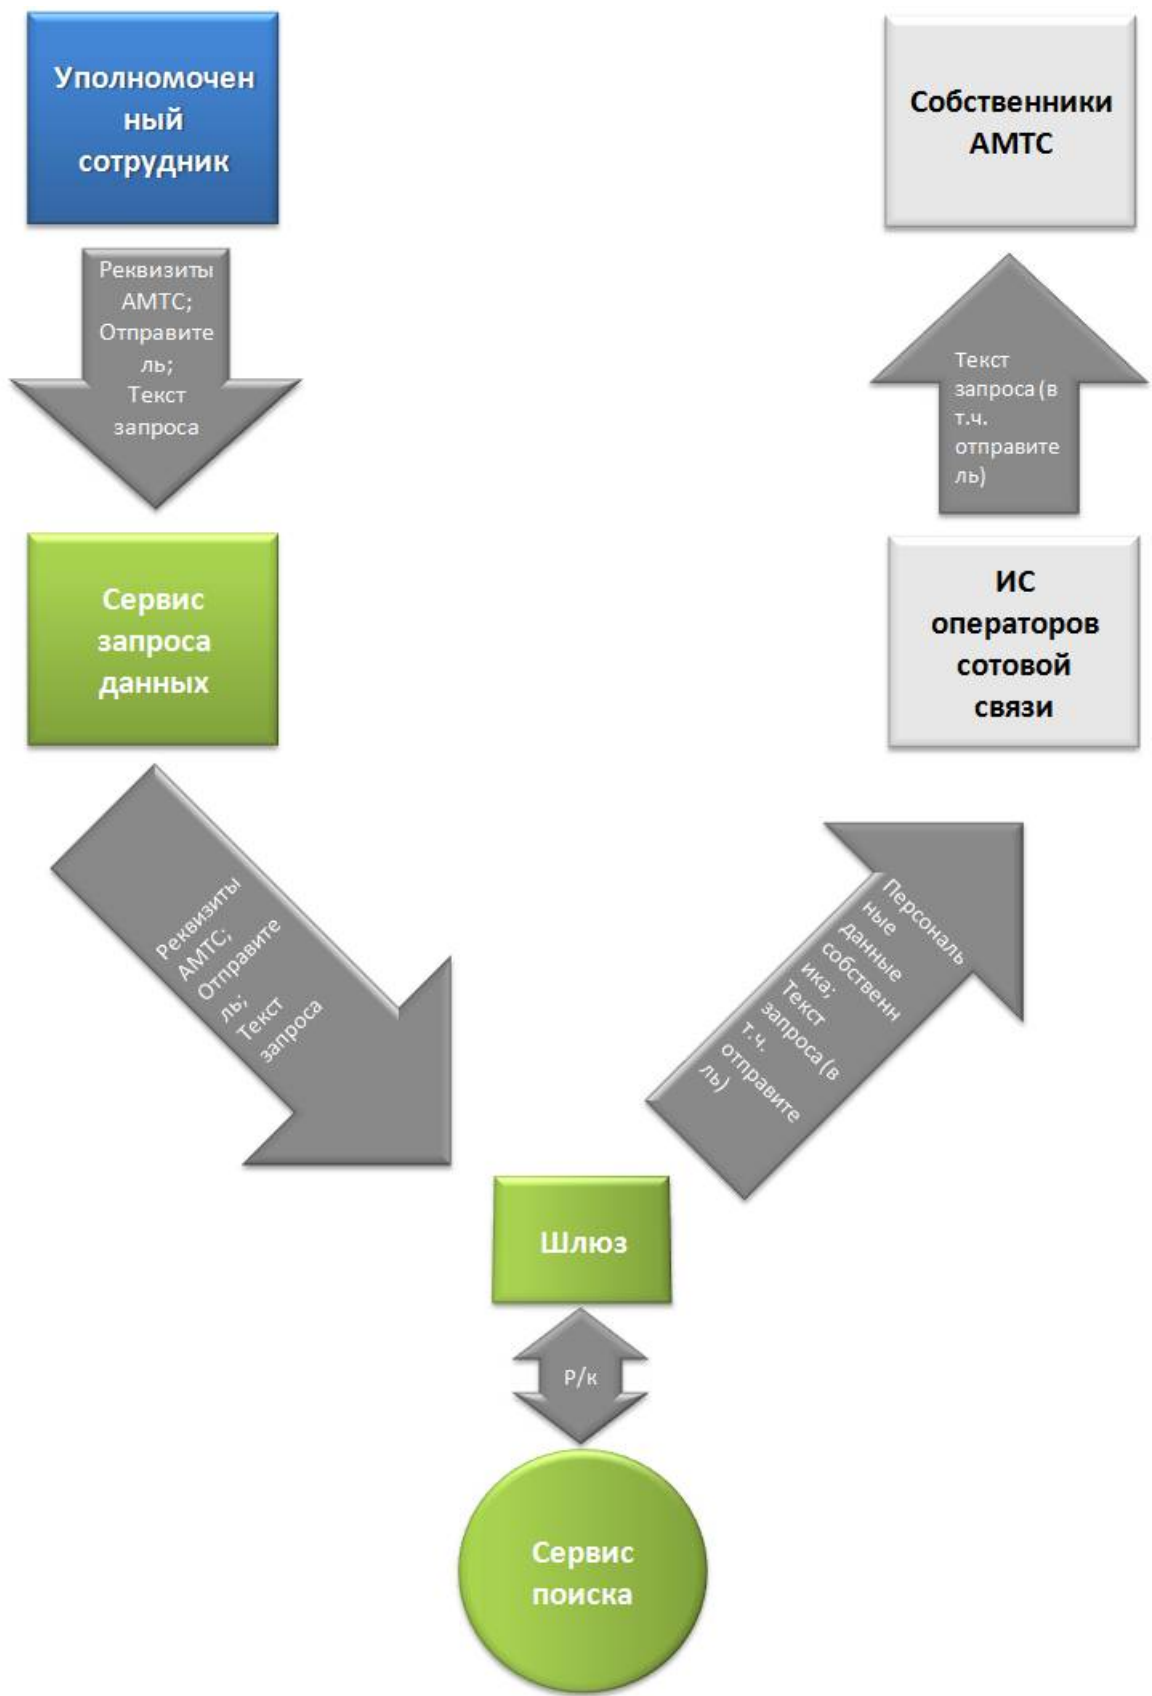 Уполномочен
ный
сотрудник
Реквизиты
АМТС;
Отправите
ль;
Текст
запроса
Сервис
запроса
данных
Реквизиты
АМТС;
Отправите
ль;
Текст
запроса
Шлюз
Р/к
Сервис
поиска
Персональ
ные
данные
собственн
ика;
Текст
запроса (в
т.ч.
отправите
ль)
ИС
операторов
сотовой
связи
Текст
запроса (в
т.ч.
отправите
ль)
Собственники
АМТС